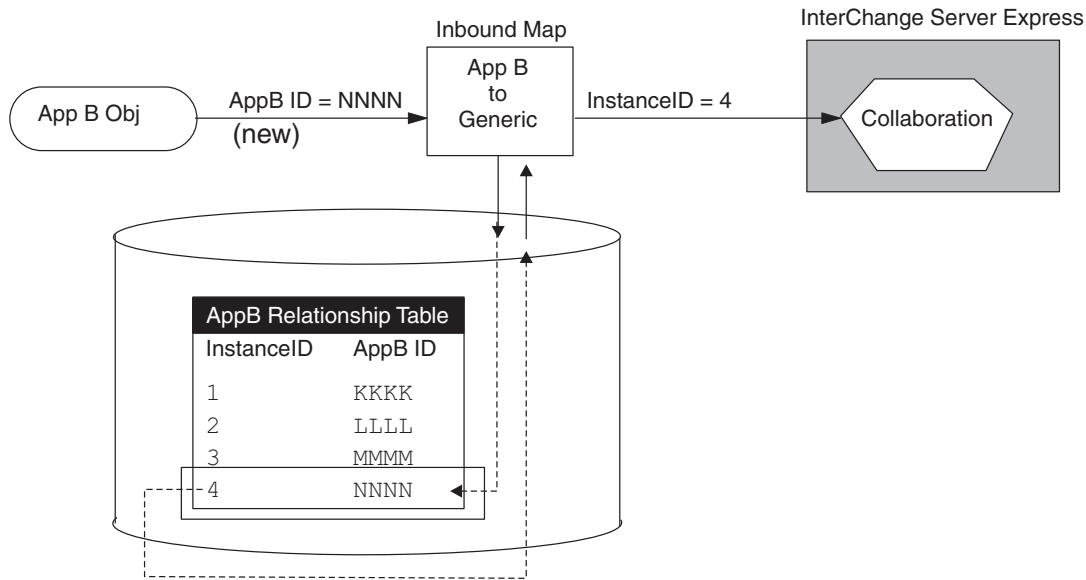 InterChange Server Express
Inbound Map
App B
to
Generic
App B Obj
AppB ID = NNNN
(new)
InstanceID = 4
Collaboration
AppB Relationship Table
InstanceID AppB ID
1 KKKK
2 LLLL
3 MMMM
4 NNNN